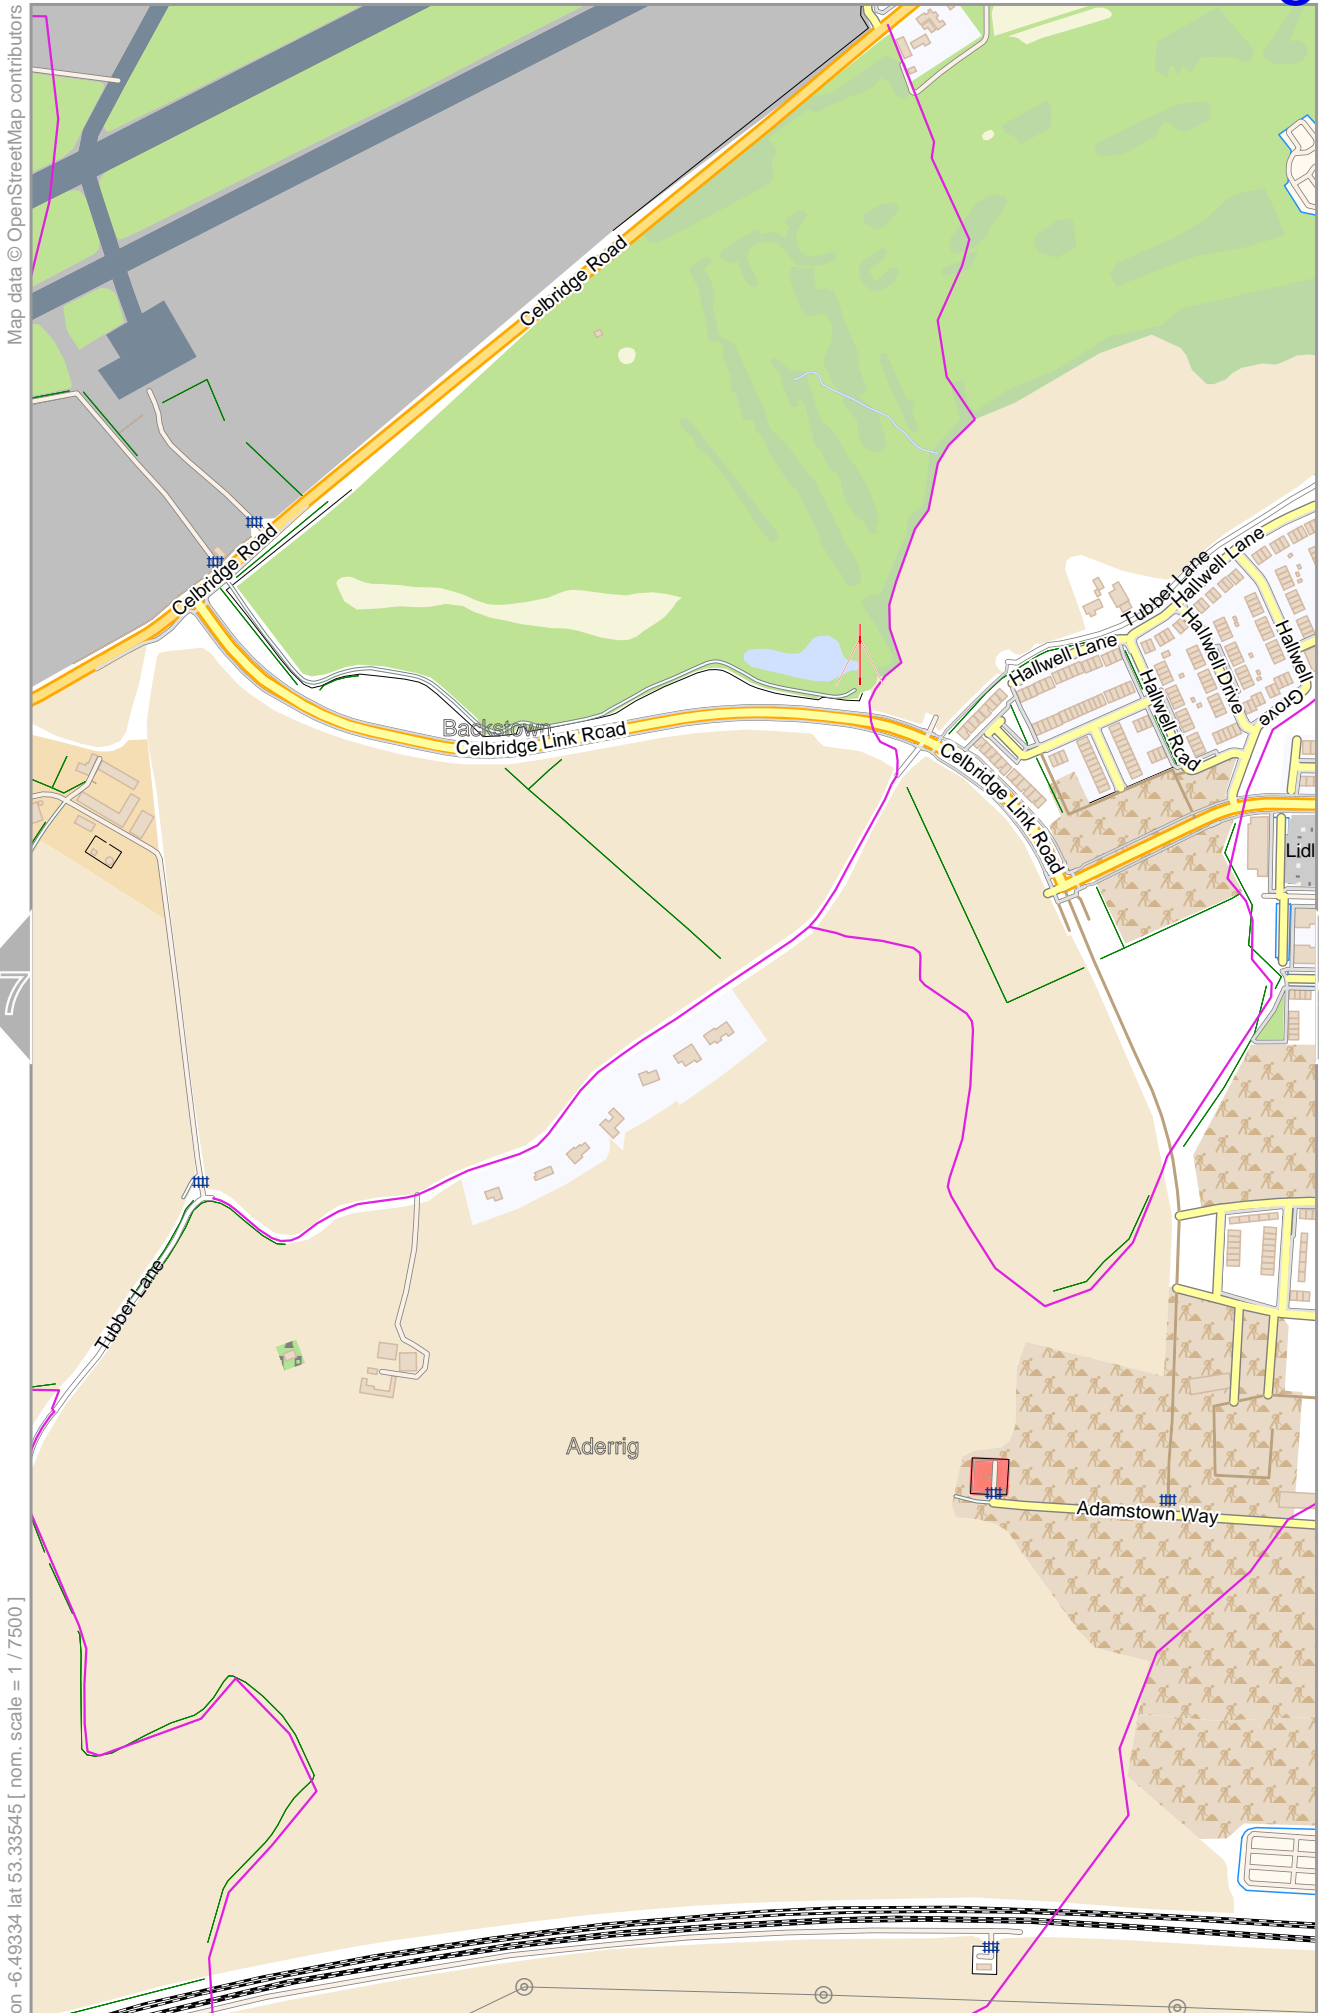 Map data © OpenStreetMap contributors
Celbridge Road
Celbridge Road
Tubber Lane
Hallwell Lane
Hallwell Lane
Hallwell Drive
Hallwell Grove
Hallwell Road
Backstown
Celbridge Link Road
Celbridge Link Road
Lidl
7
Tubber Lane
Aderrig
Adamstown Way
on -6.49334 lat 53.33545 [ nom. scale = 1 / 7500 ]